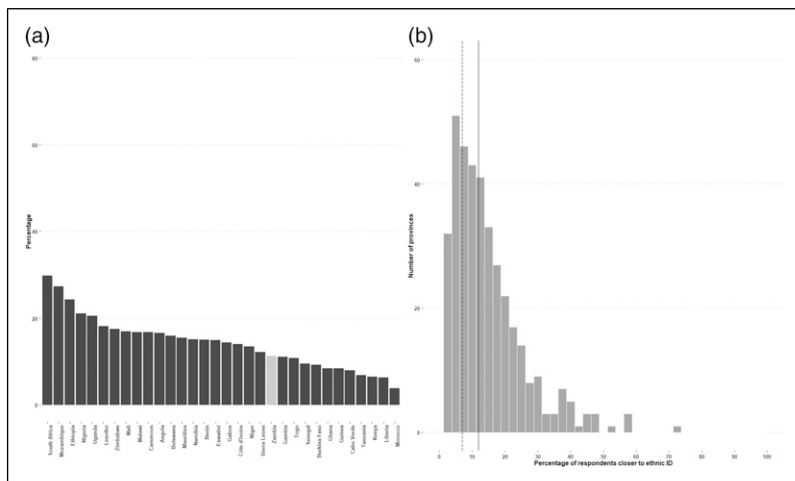 (a)
80
60
40
20
0
Percentage
South Africa
Mozambique
Ethiopia
Nigeria
Uganda
Lesotho
Zimbabwe
Mali
Malawi
Cameroon
Angola
Botswana
Mauritius
Namibia
Benin
Eswatini
Gabon
Côte d'Ivoire
Niger
Sierra Leone
Zambia
Gambia
Togo
Senegal
Burkina Faso
Ghana
Guinea
Cabo Verde
Tanzania
Kenya
Liberia
Morocco
(b)
60
40
20
0
Number of provinces
0 10 20 30 40 50 60 70 80 90 100
Percentage of respondents closer to ethnic ID